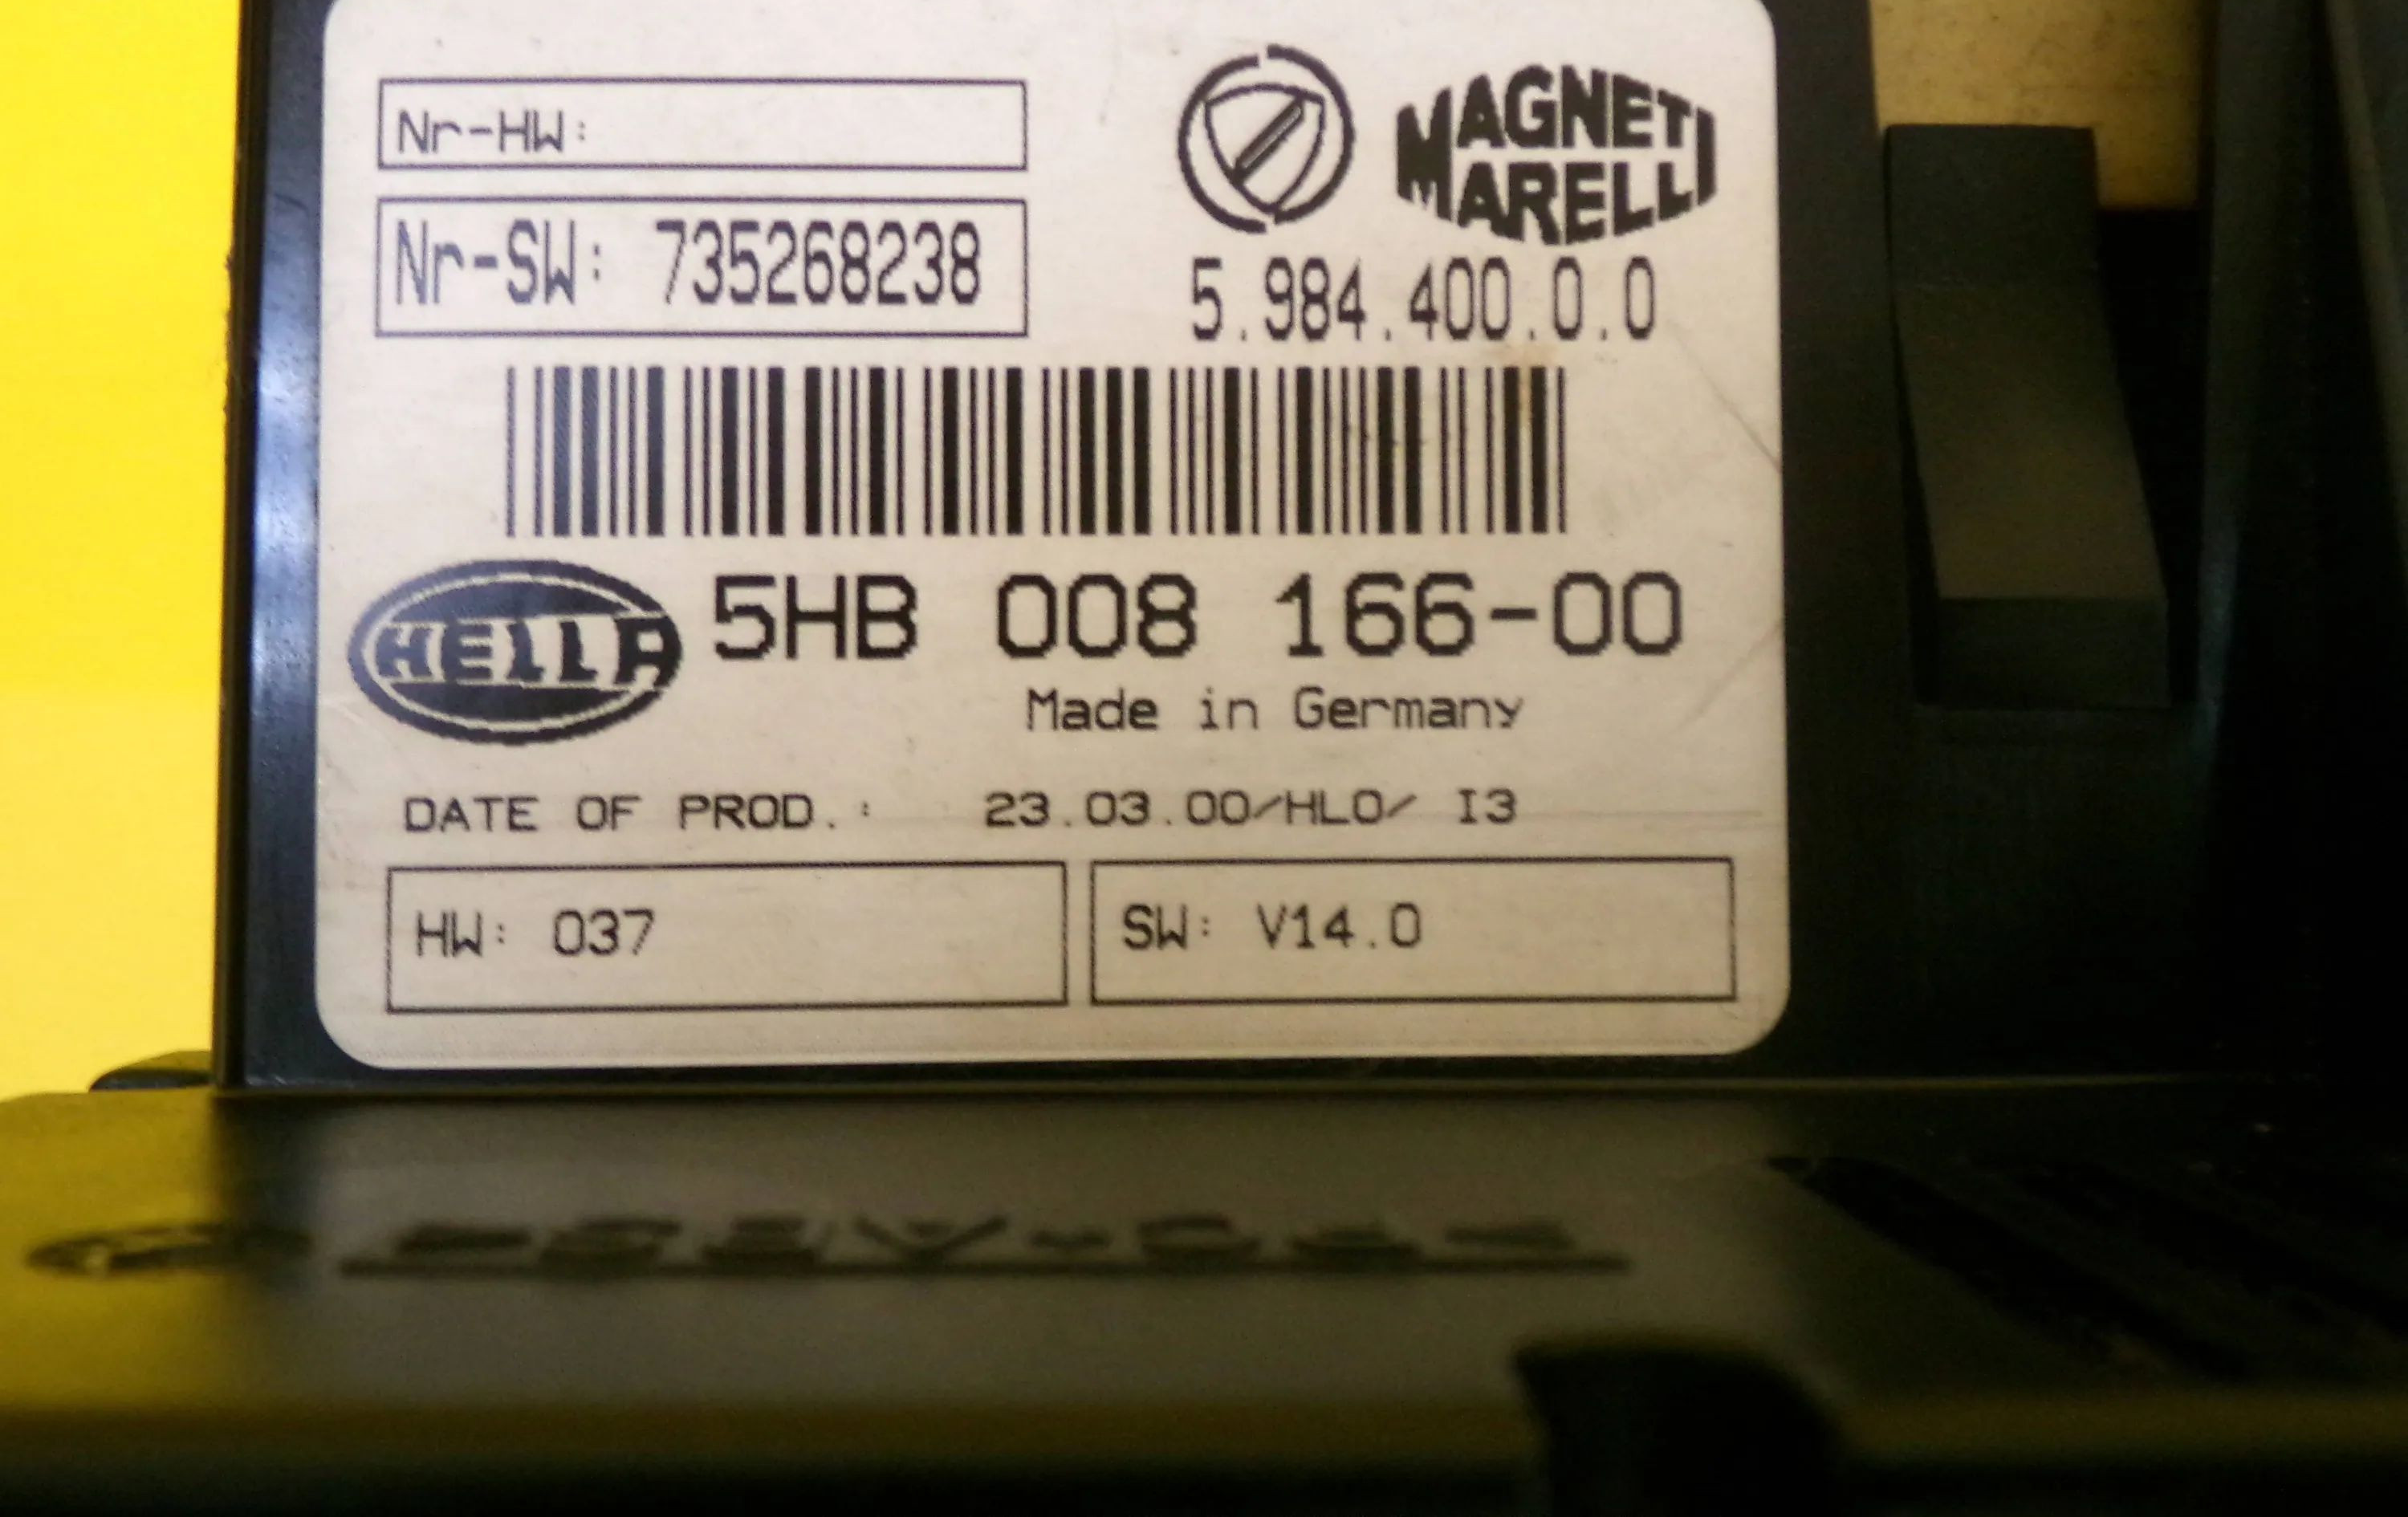 Nr-HW:
MAGNETI
MARELLI
Nr-SW: 735268238
5.984.400.0.0
HELLA
5HB 008 166-00
Made in Germany
DATE OF PROD.: 23.03.00/HLO/ I3
HW: 037
SW: V14.0